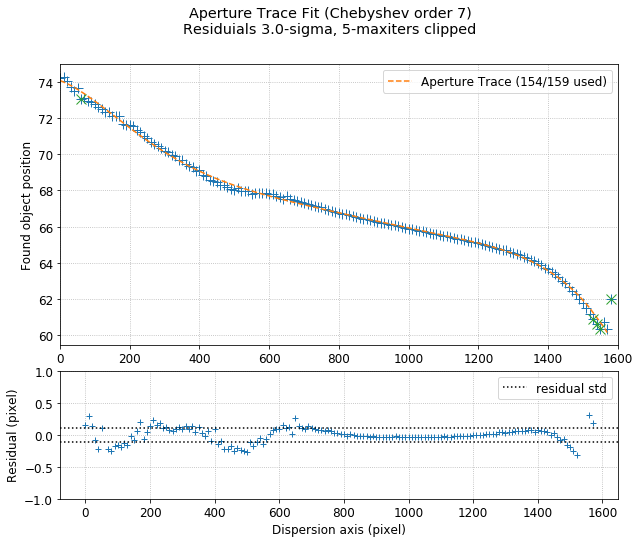 Aperture Trace Fit (Chebyshev order 7)
Residuials 3.0-sigma, 5-maxiters clipped
Aperture Trace (154/159 used)
Found object position
74
72
70
68
66
64
62
60
0 200 400 600 800 1000 1200 1400 1600
residual std
Residual (pixel)
1.0
0.5
0.0
−0.5
−1.0
0 200 400 600 800 1000 1200 1400 1600
Dispersion axis (pixel)